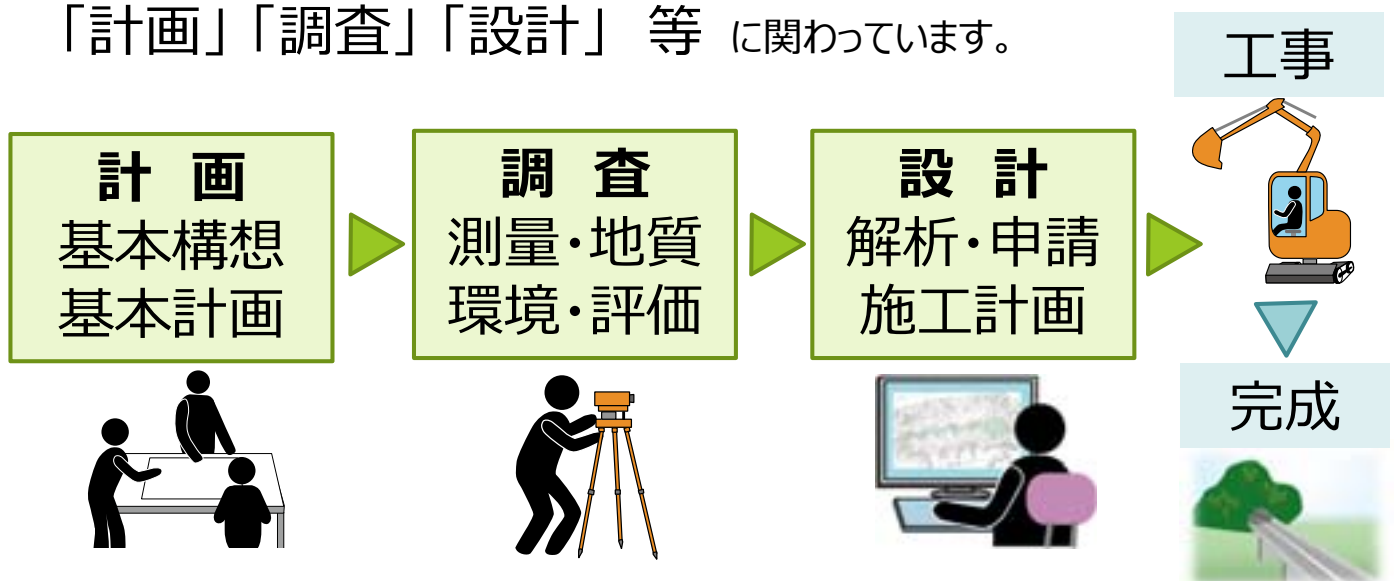 「計画」「調査」「設計」 等 に関わっています。
計 画
基本構想
基本計画
調 査
測量・地質
環境・評価
設 計
解析・申請
施工計画
工事
完成